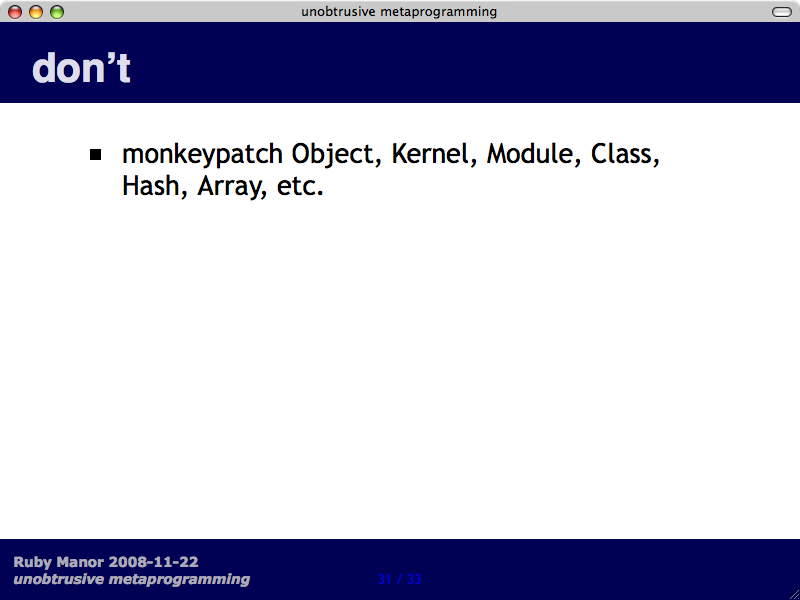 unobtrusive metaprogramming
don't
monkeypatch Object, Kernel, Module, Class,
Hash, Array, etc.
Ruby Manor 2008-11-22
unobtrusive metaprogramming
31 / 33